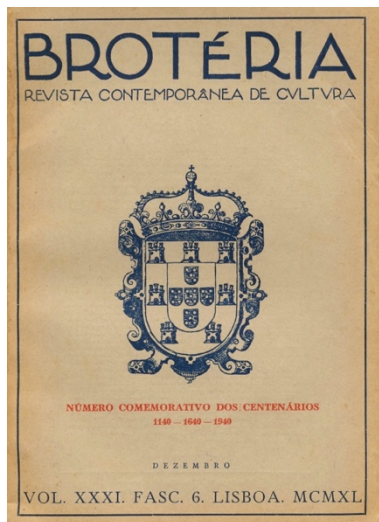 BROTÉRIA
REVISTA CONTEMPORÂNEA DE CVLTVRA
NÚMERO COMEMORATIVO DOS CENTENÁRIOS
1140 — 1640 — 1940
DEZEMBRO
VOL. XXXI. FASC. 6. LISBOA. MCMXL